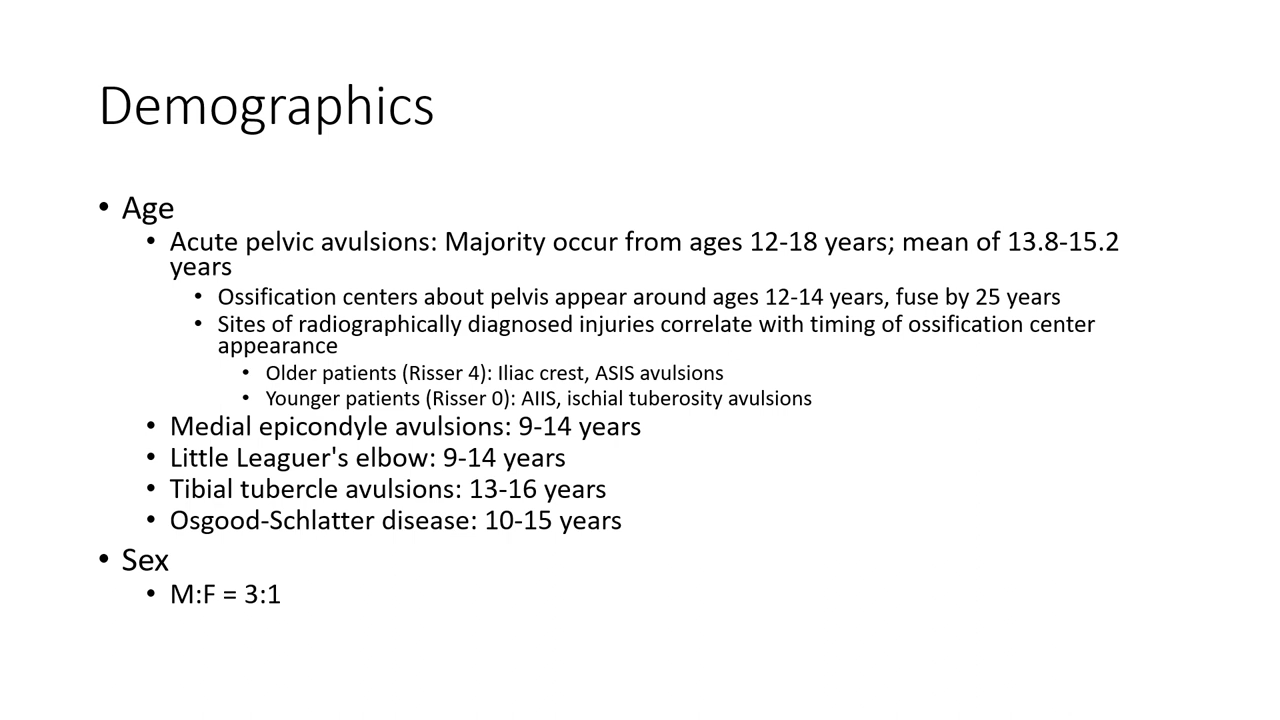 Demographics
• Age
• Acute pelvic avulsions: Majority occur from ages 12-18 years; mean of 13.8-15.2
years
• Ossification centers about pelvis appear around ages 12-14 years, fuse by 25 years
• Sites of radiographically diagnosed injuries correlate with timing of ossification center
appearance
• Older patients (Risser 4): Iliac crest, ASIS avulsions
• Younger patients (Risser 0): AIIS, ischial tuberosity avulsions
• Medial epicondyle avulsions: 9-14 years
• Little Leaguer's elbow: 9-14 years
• Tibial tubercle avulsions: 13-16 years
• Osgood-Schlatter disease: 10-15 years
• Sex
• M:F = 3:1